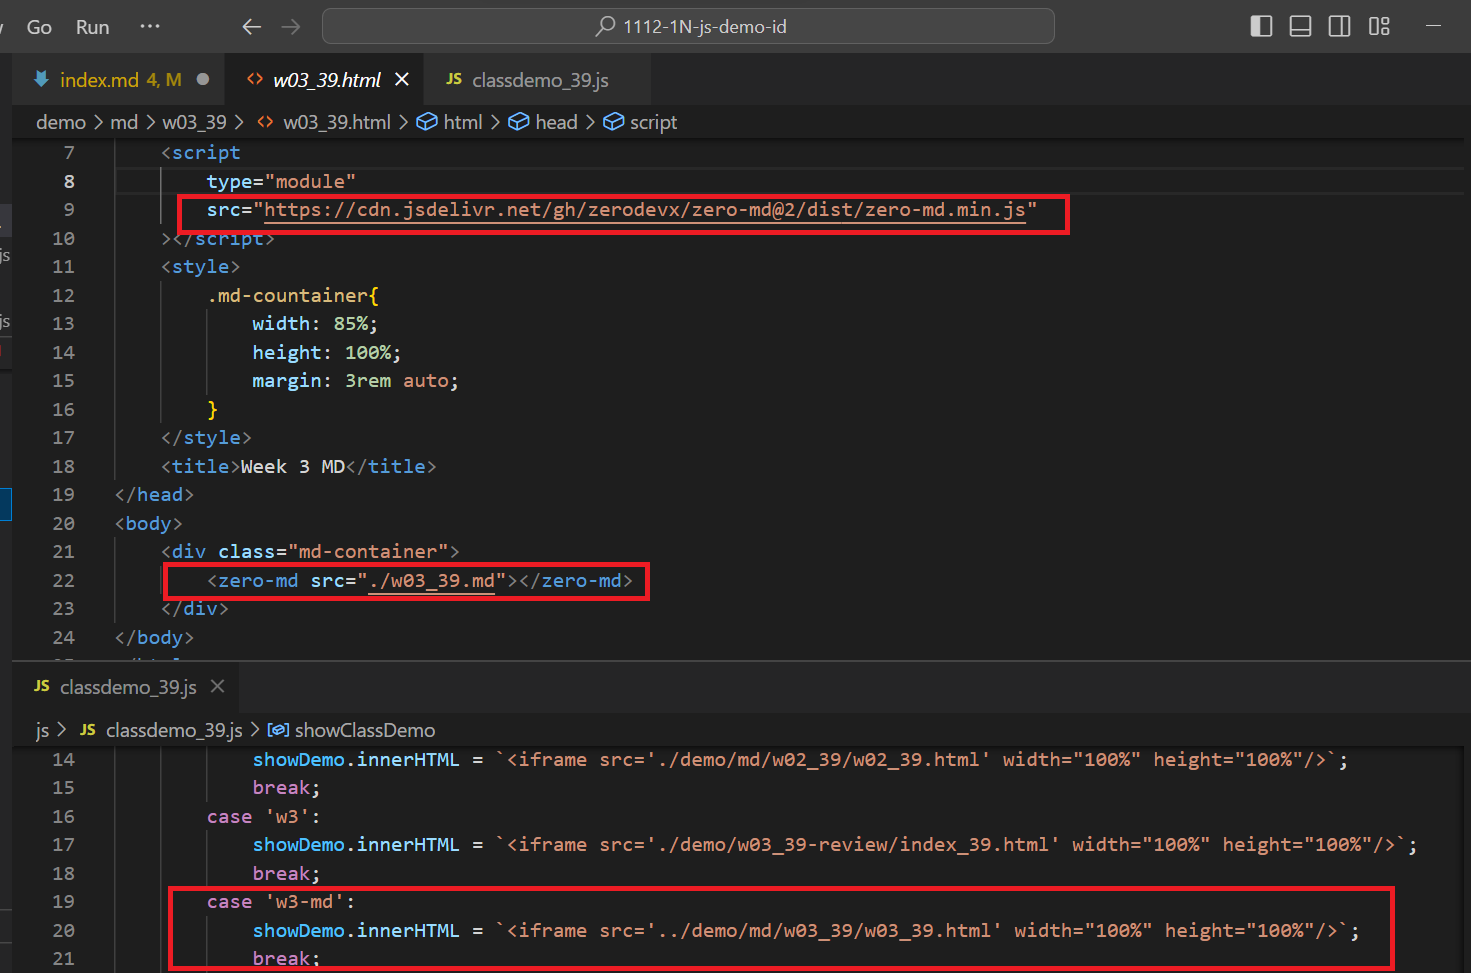 Go Run ··· 1112-1N-js-demo-id
index.md 4, M w03_39.html JS classdemo_39.js
demo > md > w03_39 > w03_39.html > html > head > script
7 <script
8 type="module"
9 src="https://cdn.jsdelivr.net/gh/zerodevx/zero-md@2/dist/zero-md.min.js"
10 ></script>
11 <style>
12 .md-countainer{
13 width: 85%;
14 height: 100%;
15 margin: 3rem auto;
16 }
17 </style>
18 <title>Week 3 MD</title>
19 </head>
20 <body>
21 <div class="md-container">
22 <zero-md src="./w03_39.md"></zero-md>
23 </div>
24 </body>
JS classdemo_39.js
js > JS classdemo_39.js > showClassDemo
14 showDemo.innerHTML = `<iframe src='./demo/md/w02_39/w02_39.html' width="100%" height="100%"/>`;
15 break;
16 case 'w3':
17 showDemo.innerHTML = `<iframe src='./demo/w03_39-review/index_39.html' width="100%" height="100%"/>`;
18 break;
19 case 'w3-md':
20 showDemo.innerHTML = `<iframe src='../demo/md/w03_39/w03_39.html' width="100%" height="100%"/>`;
21 break;